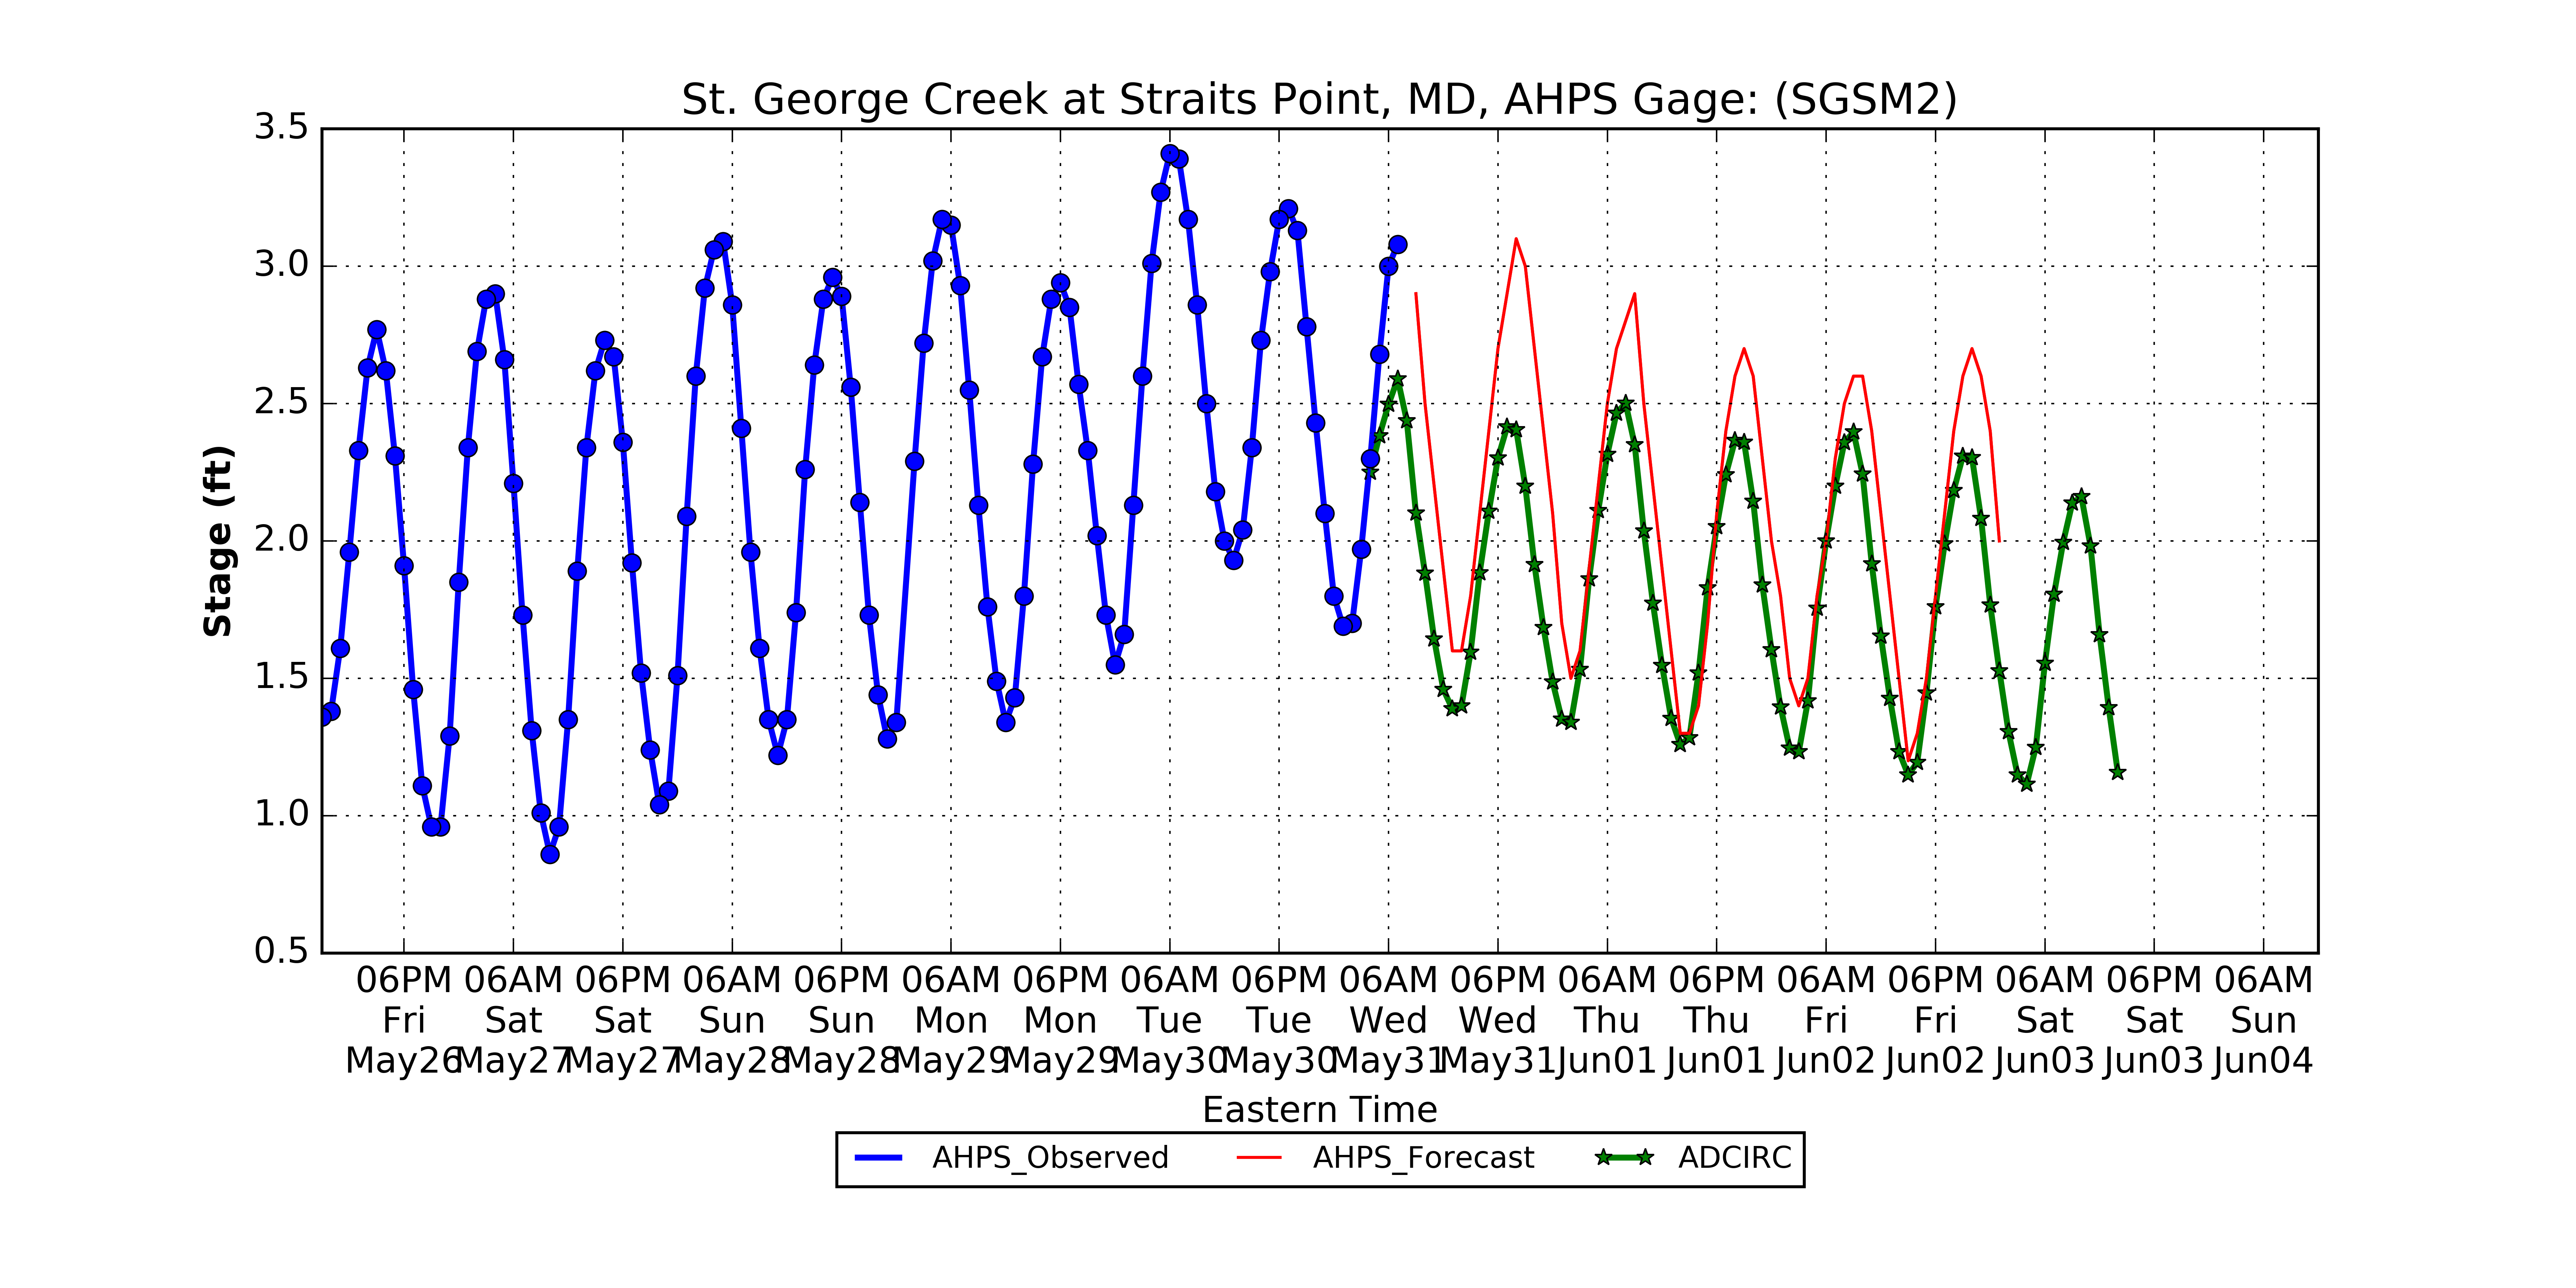 St. George Creek at Straits Point, MD, AHPS Gage: (SGSM2)
3.5
3.0
2.5
2.0
1.5
1.0
0.5
Stage (ft)
06PM 06AM 06PM 06AM 06PM 06AM 06PM 06AM 06PM 06AM 06PM 06AM 06PM 06AM 06PM 06AM 06PM 06AM
Fri Sat Sat Sun Sun Mon Mon Tue Tue Wed Wed Thu Thu Fri Fri Sat Sat Sun
May26 May27 May27 May28 May28 May29 May29 May30 May30 May31 May31 Jun01 Jun01 Jun02 Jun02 Jun03 Jun03 Jun04
Eastern Time
AHPS_Observed AHPS_Forecast ADCIRC